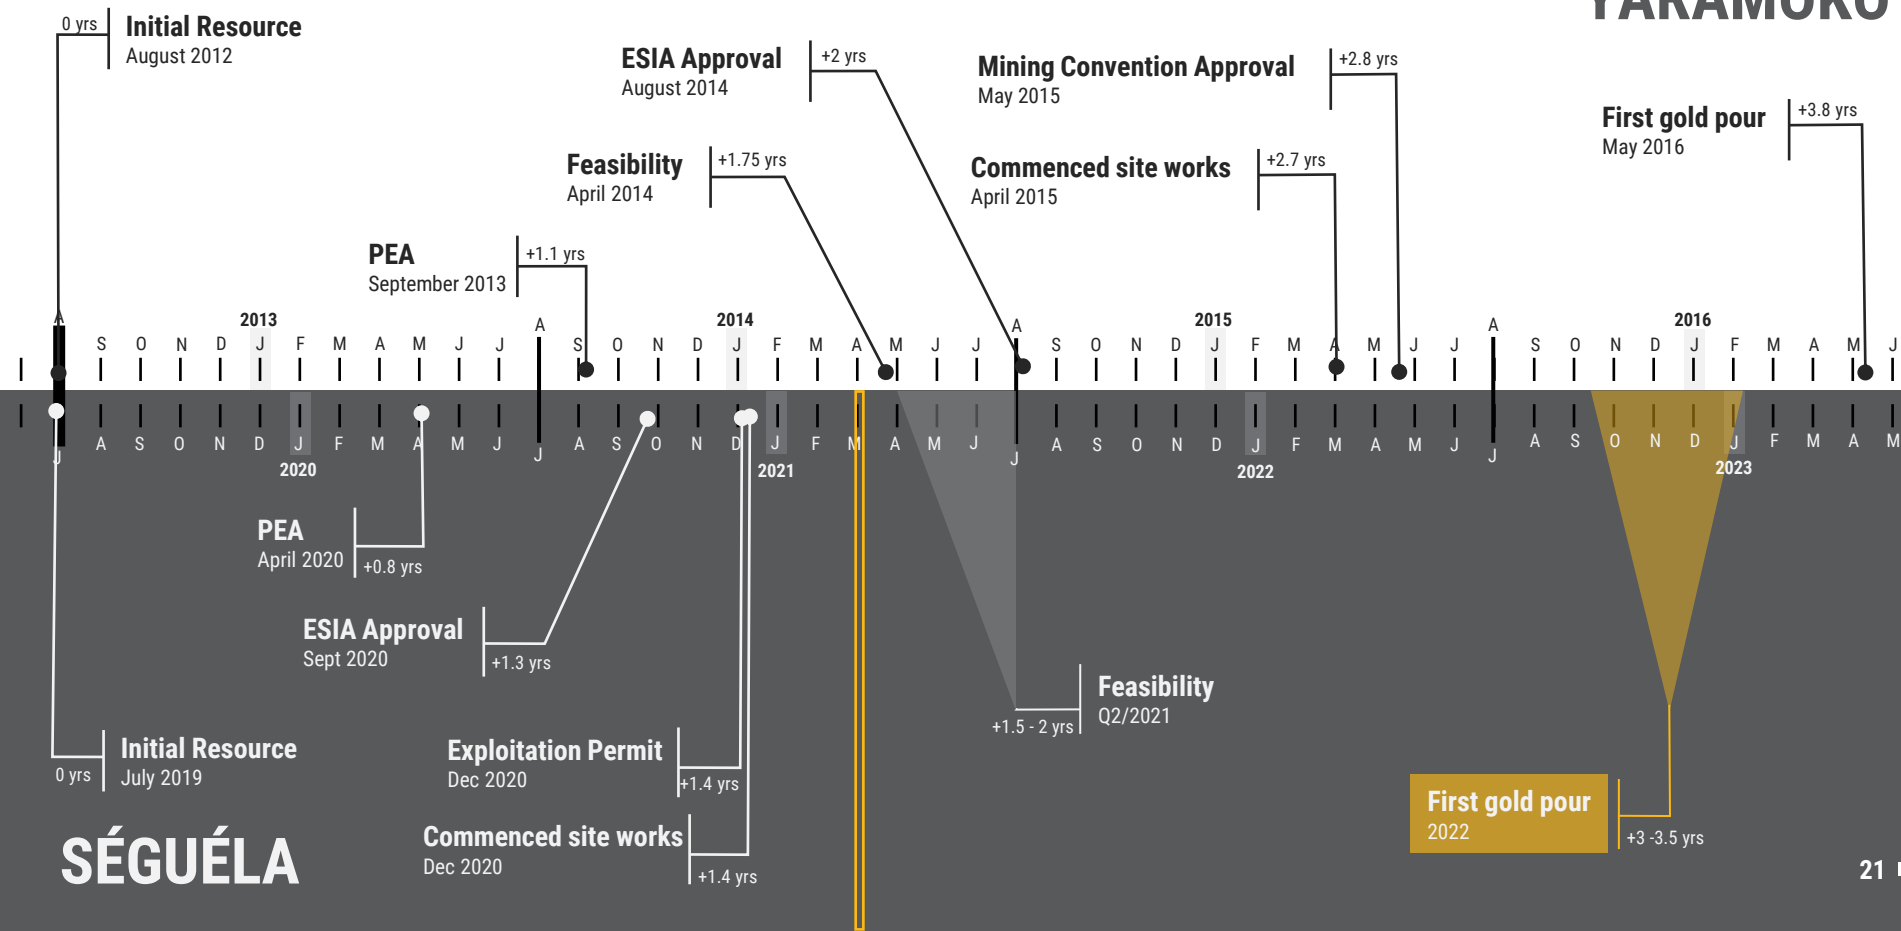 YARAMOKO
0 yrs
Initial Resource
August 2012
ESIA Approval
August 2014
+2 yrs
Mining Convention Approval
May 2015
+2.8 yrs
First gold pour
May 2016
+3.8 yrs
Feasibility
April 2014
+1.75 yrs
Commenced site works
April 2015
+2.7 yrs
PEA
September 2013
+1.1 yrs
2013 2014 2015 2016
A S O N D J F M A M J J A S O N D J F M A M J J A S O N D J F M A M J J A S O N D J F M A M J
J A S O N D J F M A M J J A S O N D J F M A M J J A S O N D J F M A M J J A S O N D J F M A M
2020 2021 2022 2023
PEA
April 2020
+0.8 yrs
ESIA Approval
Sept 2020
+1.3 yrs
Feasibility
Q2/2021
+1.5 - 2 yrs
Initial Resource
July 2019
0 yrs
Exploitation Permit
Dec 2020
+1.4 yrs
First gold pour
2022
+3 -3.5 yrs
Commenced site works
Dec 2020
+1.4 yrs
SÉGUÉLA
21